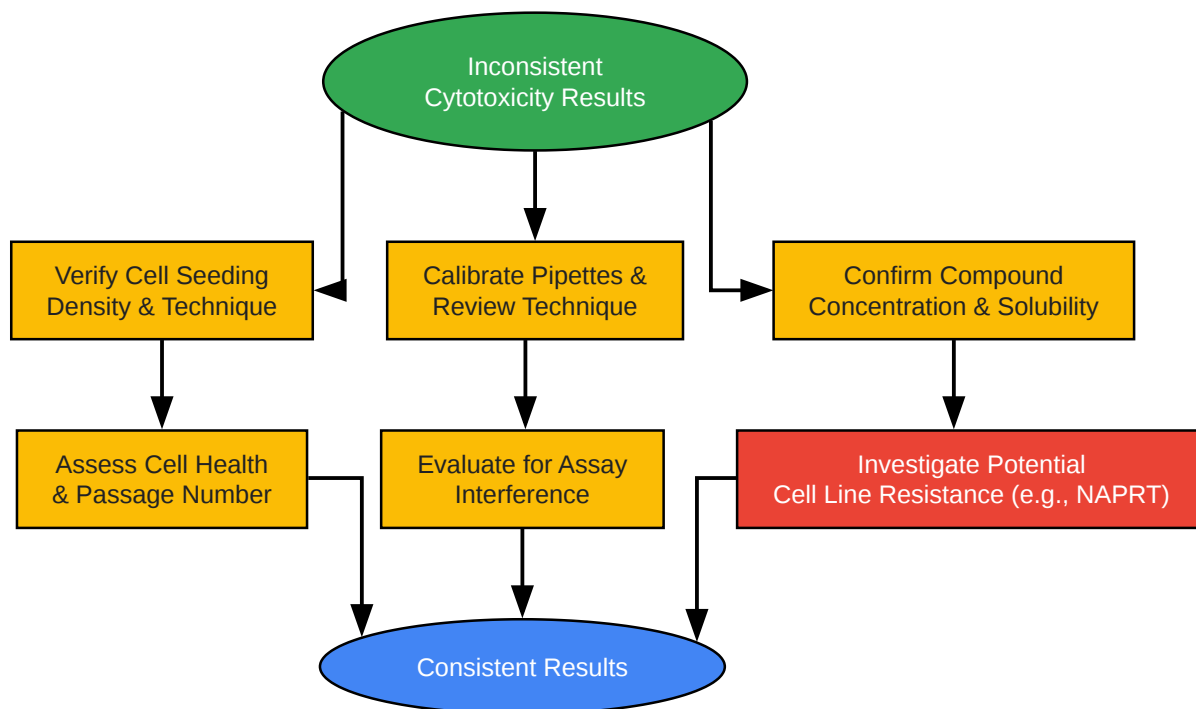 Inconsistent
Cytotoxicity Results
Verify Cell Seeding
Density & Technique
Calibrate Pipettes &
Review Technique
Confirm Compound
Concentration & Solubility
Assess Cell Health
& Passage Number
Evaluate for Assay
Interference
Investigate Potential
Cell Line Resistance (e.g., NAPRT)
Consistent Results